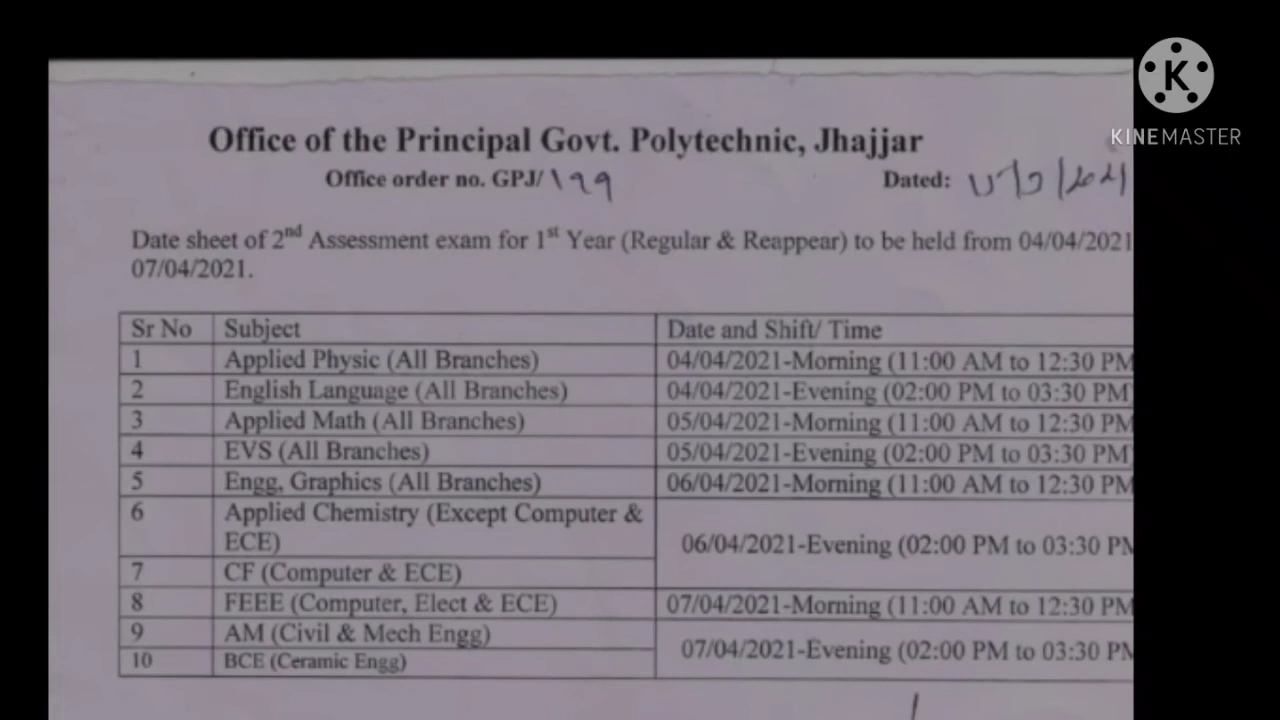 KINEMASTER
Office of the Principal Govt. Polytechnic, Jhajjar
Office order no. GPJ/199 Dated: /2021
Date sheet of 2nd Assessment exam for 1st Year (Regular & Reappear) to be held from 04/04/2021
07/04/2021.
Sr No Subject Date and Shift/ Time
1 Applied Physic (All Branches) 04/04/2021-Morning (11:00 AM to 12:30 PM
2 English Language (All Branches) 04/04/2021-Evening (02:00 PM to 03:30 PM)
3 Applied Math (All Branches) 05/04/2021-Morning (11:00 AM to 12:30 PM
4 EVS (All Branches) 05/04/2021-Evening (02:00 PM to 03:30 PM)
5 Engg, Graphics (All Branches) 06/04/2021-Morning (11:00 AM to 12:30 PM
6 Applied Chemistry (Except Computer &
ECE)
06/04/2021-Evening (02:00 PM to 03:30 PM
7 CF (Computer & ECE)
8 FEEE (Computer, Elect & ECE) 07/04/2021-Morning (11:00 AM to 12:30 PM
9 AM (Civil & Mech Engg)
07/04/2021-Evening (02:00 PM to 03:30 PM
10 BCE (Ceramic Engg)